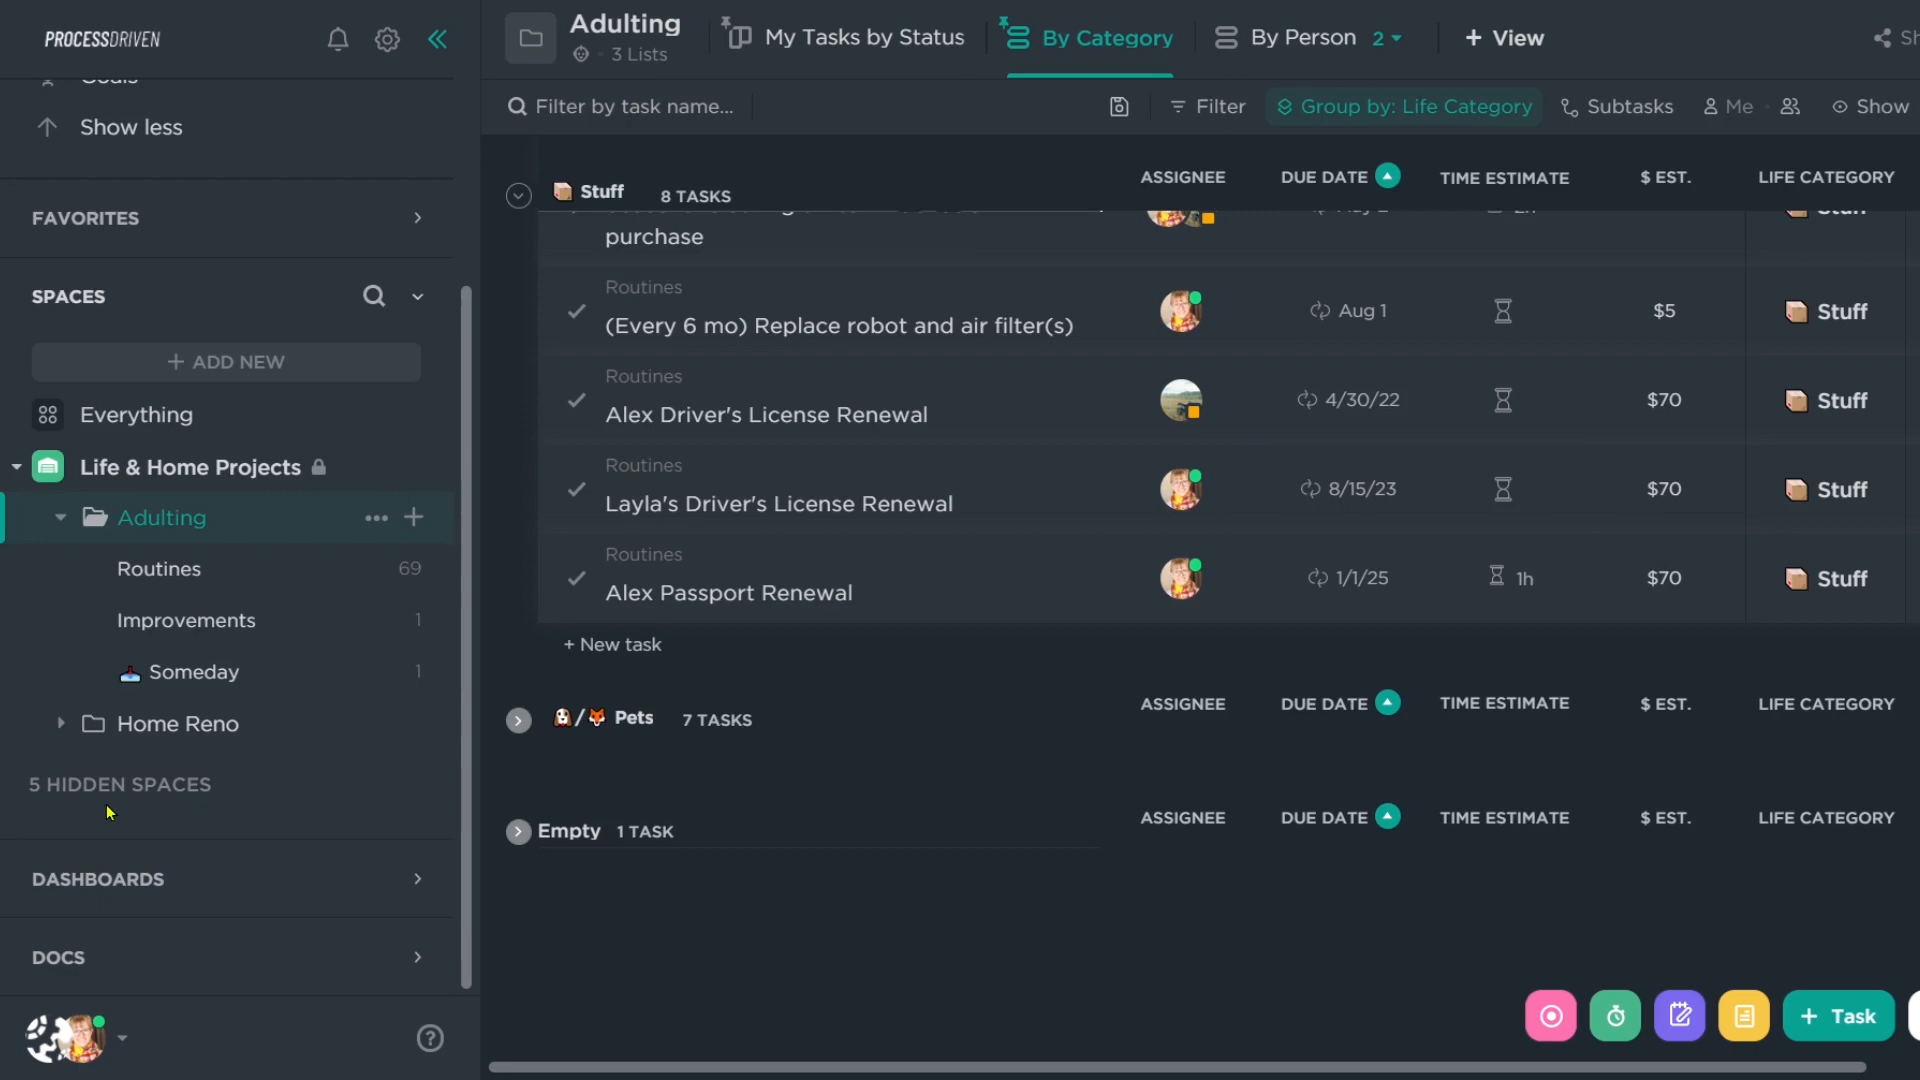 PROCESSDRIVEN
Goals
Show less
FAVORITES
SPACES
+ ADD NEW
Everything
Life & Home Projects
Adulting
Routines 69
Improvements 1
Someday 1
Home Reno
5 HIDDEN SPACES
DASHBOARDS
DOCS
Adulting
3 Lists
My Tasks by Status
By Category
By Person 2
+ View
Filter by task name...
Filter
Group by: Life Category
Subtasks
Me
Show
Stuff 8 TASKS ASSIGNEE DUE DATE TIME ESTIMATE $ EST. LIFE CATEGORY
purchase
Stuff
Routines
(Every 6 mo) Replace robot and air filter(s) Aug 1 $5 Stuff
Routines
Alex Driver's License Renewal 4/30/22 $70 Stuff
Routines
Layla's Driver's License Renewal 8/15/23 $70 Stuff
Routines
Alex Passport Renewal 1/1/25 1h $70 Stuff
+ New task
/ Pets 7 TASKS ASSIGNEE DUE DATE TIME ESTIMATE $ EST. LIFE CATEGORY
Empty 1 TASK ASSIGNEE DUE DATE TIME ESTIMATE $ EST. LIFE CATEGORY
+ Task